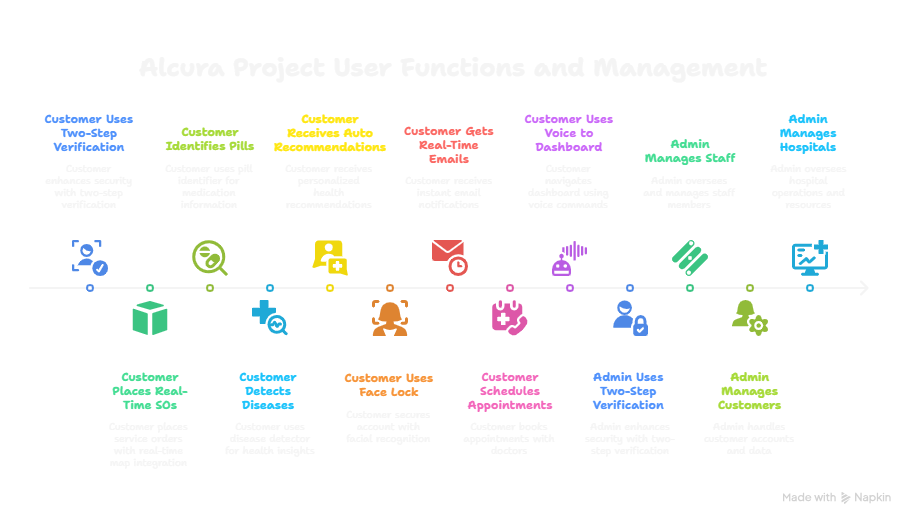 Alcura Project User Functions and Management
Customer Uses
Two-Step
Verification
Customer
enhances security
with two-step
verification
Customer
Identifies Pills
Customer uses pill
identifier for
medication
information
Customer
Receives Auto
Recommendations
Customer receives
personalized
health
recommendations
Customer Gets
Real-Time
Emails
Customer receives
instant email
notifications
Customer Uses
Voice to
Dashboard
Customer
navigates
dashboard using
voice commands
Admin
Manages Staff
Admin oversees
and manages staff
members
Admin
Manages
Hospitals
Admin oversees
hospital
operations and
resources
Customer
Places Real-
Time SOs
Customer places
service orders
with real-time
map integration
Customer
Detects
Diseases
Customer uses
disease detector
for health insights
Customer Uses
Face Lock
Customer secures
account with
facial recognition
Customer
Schedules
Appointments
Customer books
appointments with
doctors
Admin Uses
Two-Step
Verification
Admin enhances
security with two-
step verification
Admin
Manages
Customers
Admin handles
customer accounts
and data
Made with Napkin